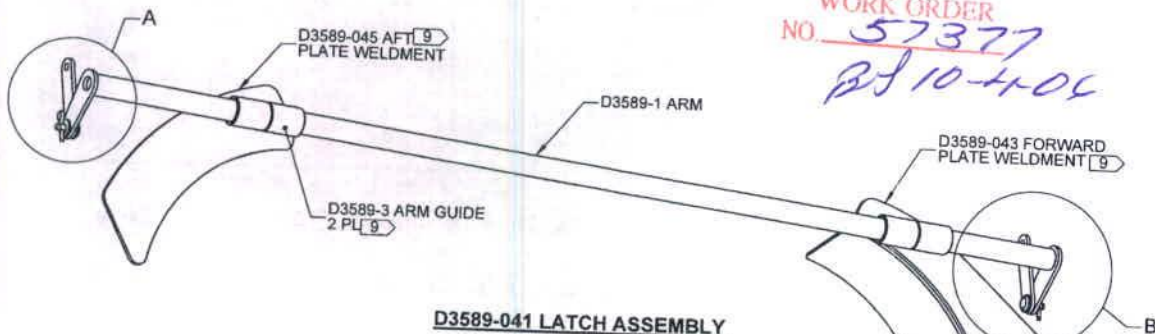 A
WORK ORDER
NO. 57377
D3589-045 AFT 9
PLATE WELDMENT
D3589-1 ARM
D3589-043 FORWARD
PLATE WELDMENT 9
D3589-3 ARM GUIDE
2 PL 9
D3589-041 LATCH ASSEMBLY
B